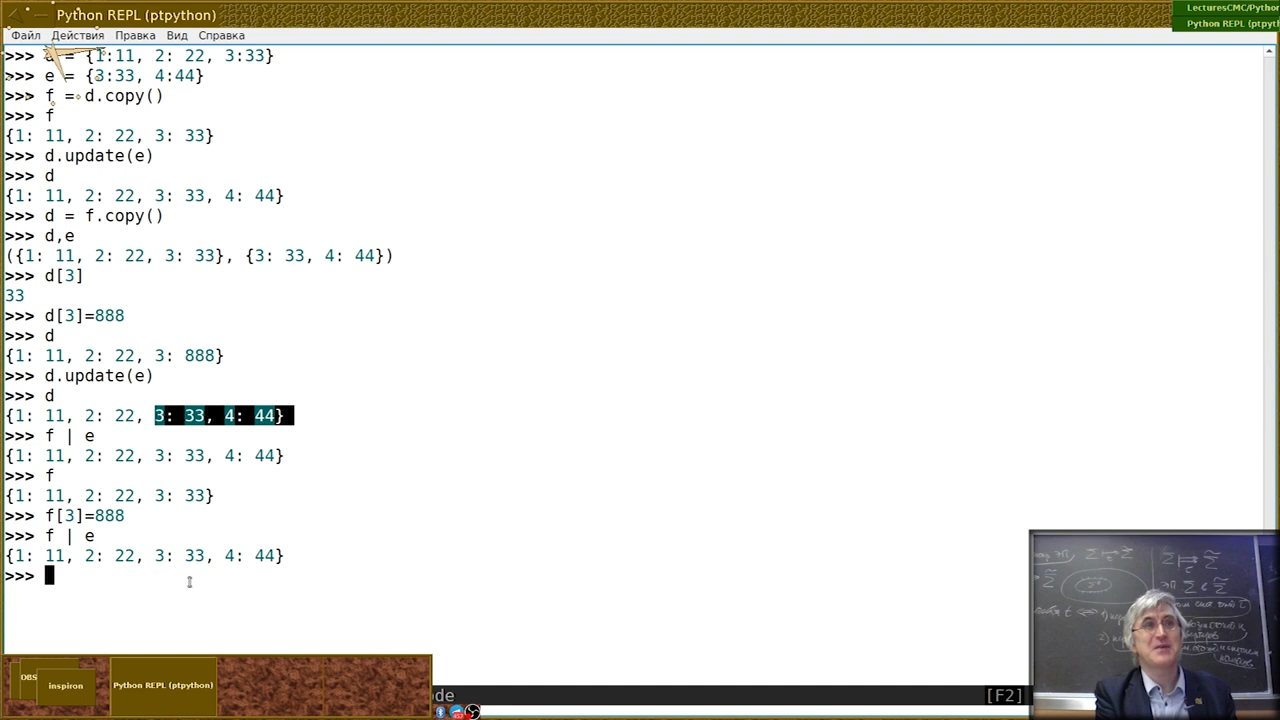 Python REPL (ptpython)
LecturesCMC/Python
Python REPL (ptpyth
Файл Действия Правка Вид Справка
>>> d = {1:11, 2: 22, 3:33}
>>> e = {3:33, 4:44}
>>> f = d.copy()
>>> f
{1: 11, 2: 22, 3: 33}
>>> d.update(e)
>>> d
{1: 11, 2: 22, 3: 33, 4: 44}
>>> d = f.copy()
>>> d,e
({1: 11, 2: 22, 3: 33}, {3: 33, 4: 44})
>>> d[3]
33
>>> d[3]=888
>>> d
{1: 11, 2: 22, 3: 888}
>>> d.update(e)
>>> d
{1: 11, 2: 22, 3: 33, 4: 44}
>>> f | e
{1: 11, 2: 22, 3: 33, 4: 44}
>>> f
{1: 11, 2: 22, 3: 33}
>>> f[3]=888
>>> f | e
{1: 11, 2: 22, 3: 33, 4: 44}
>>>
OBS
inspiron
Python REPL (ptpython)
de
[F2]